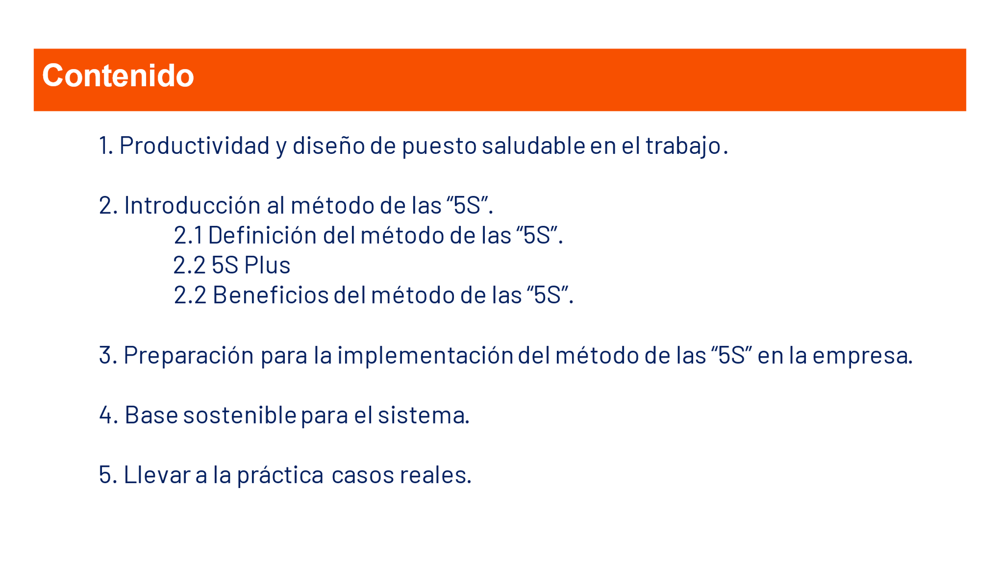 Contenido
1. Productividad y diseño de puesto saludable en el trabajo.
2. Introducción al método de las “5S”.
2.1 Definición del método de las “5S”.
2.2 5S Plus
2.2 Beneficios del método de las “5S”.
3. Preparación para la implementación del método de las “5S” en la empresa.
4. Base sostenible para el sistema.
5. Llevar a la práctica casos reales.